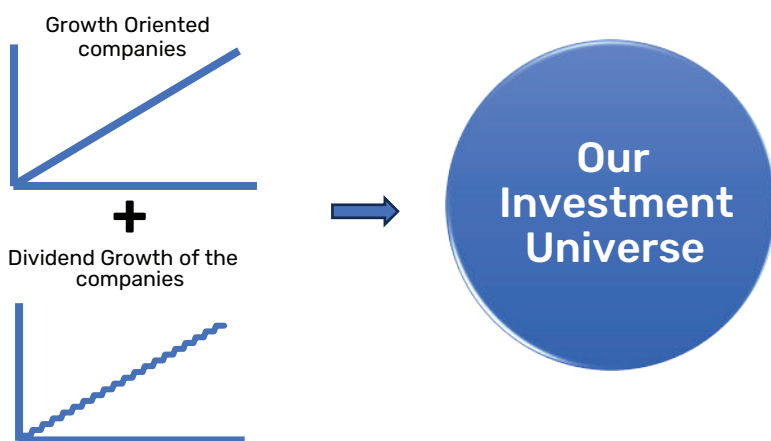 Growth Oriented
companies
+
Dividend Growth of the
companies
Our
Investment
Universe